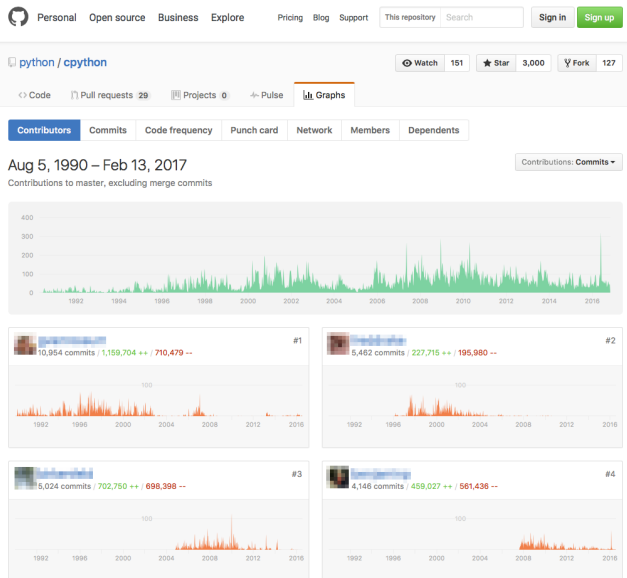 Personal Open source Business Explore Pricing Blog Support This repository Search Sign in Sign up
python / cpython Watch 151 Star 3,000 Fork 127
Code Pull requests 29 Projects 0 Pulse Graphs
Contributors Commits Code frequency Punch card Network Members Dependents
Aug 5, 1990 – Feb 13, 2017 Contributions: Commits
Contributions to master, excluding merge commits
400
300
200
100
0
1992 1994 1996 1998 2000 2002 2004 2006 2008 2010 2012 2014 2016
#1
10,954 commits / 1,159,704 ++ / 710,479 --
100
1992 1996 2000 2004 2008 2012 2016
#2
5,462 commits / 227,715 ++ / 195,980 --
100
1992 1996 2000 2004 2008 2012 2016
#3
5,024 commits / 702,750 ++ / 698,398 --
100
1992 1996 2000 2004 2008 2012 2016
#4
4,146 commits / 459,027 ++ / 561,436 --
100
1992 1996 2000 2004 2008 2012 2016